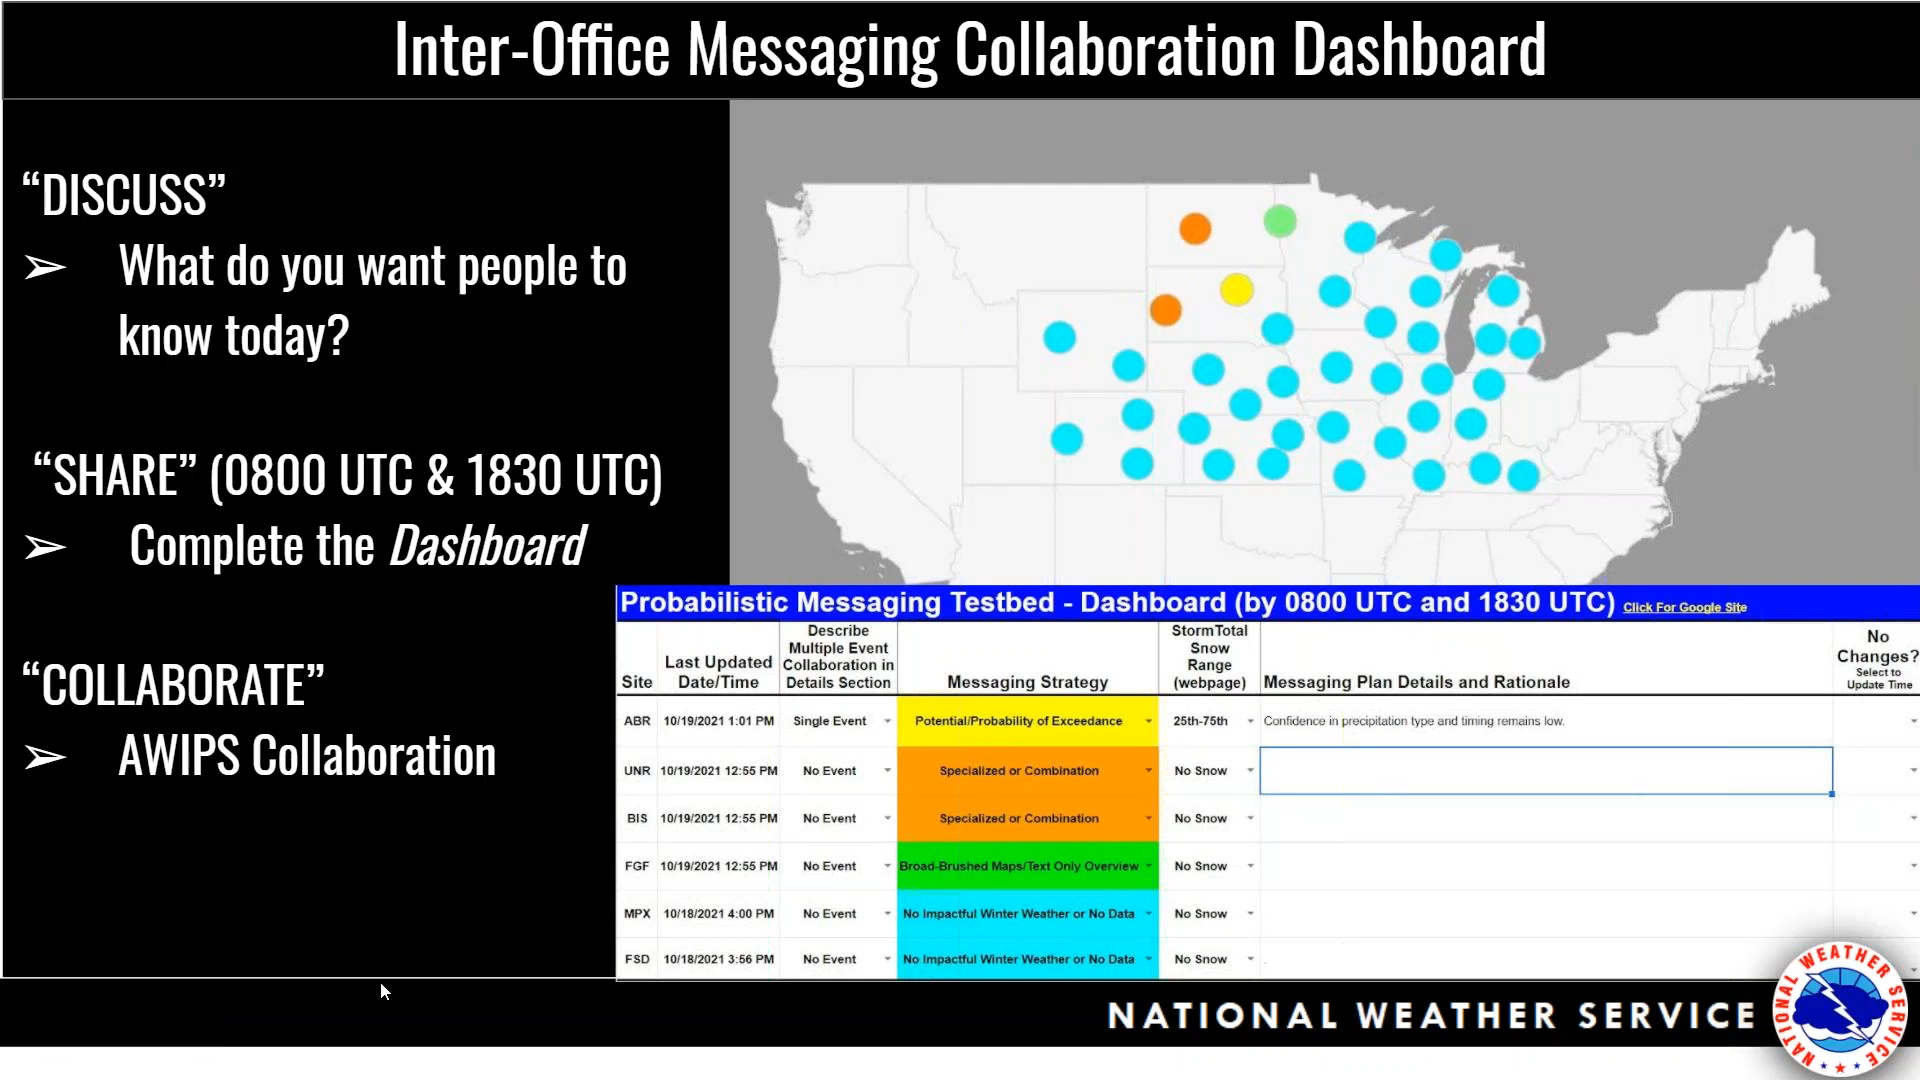 Inter-Office Messaging Collaboration Dashboard
“DISCUSS”
➢ What do you want people to
know today?
“SHARE” (0800 UTC & 1830 UTC)
➢ Complete the Dashboard
“COLLABORATE”
➢ AWIPS Collaboration
Probabilistic Messaging Testbed - Dashboard (by 0800 UTC and 1830 UTC) Click For Google Site
Site
Last Updated
Date/Time
Describe
Multiple Event
Collaboration in
Details Section
Messaging Strategy
StormTotal
Snow
Range
(webpage)
Messaging Plan Details and Rationale
No
Changes?
Select to
Update Time
ABR 10/19/2021 1:01 PM Single Event Potential/Probability of Exceedance 25th-75th Confidence in precipitation type and timing remains low.
UNR 10/19/2021 12:55 PM No Event Specialized or Combination No Snow
BIS 10/19/2021 12:55 PM No Event Specialized or Combination No Snow
FGF 10/19/2021 12:55 PM No Event Broad-Brushed Maps/Text Only Overview No Snow
MPX 10/18/2021 4:00 PM No Event No Impactful Winter Weather or No Data No Snow
FSD 10/18/2021 3:56 PM No Event No Impactful Winter Weather or No Data No Snow
NATIONAL WEATHER SERVICE
NATIONAL WEATHER SERVICE